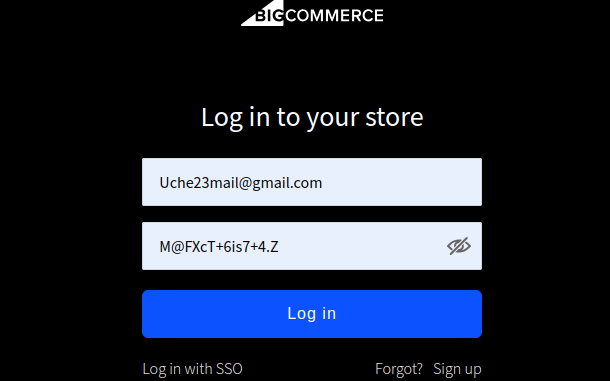 BIGCOMMERCE
Log in to your store
Uche23mail@gmail.com
M@FXcT+6is7+4.Z
Log in
Log in with SSO Forgot? Sign up